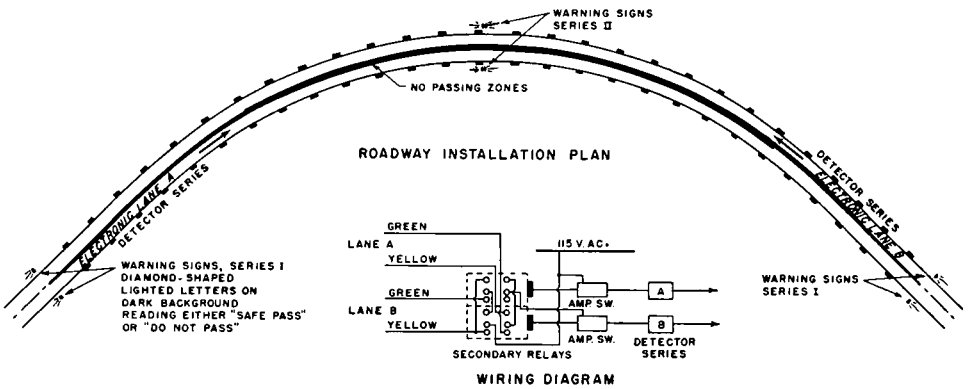 WARNING SIGNS
SERIES II
NO PASSING ZONES
ROADWAY INSTALLATION PLAN
ELECTRONIC LANE A
DETECTOR SERIES
DETECTOR SERIES
ELECTRONIC LANE B
WARNING SIGNS, SERIES I
DIAMOND-SHAPED
LIGHTED LETTERS ON
DARK BACKGROUND
READING EITHER "SAFE PASS"
OR "DO NOT PASS"
WARNING SIGNS
SERIES I
GREEN
LANE A
YELLOW
GREEN
LANE B
YELLOW
115 V. AC+
AMP. SW.
A
AMP. SW.
B
DETECTOR
SERIES
SECONDARY RELAYS
WIRING DIAGRAM